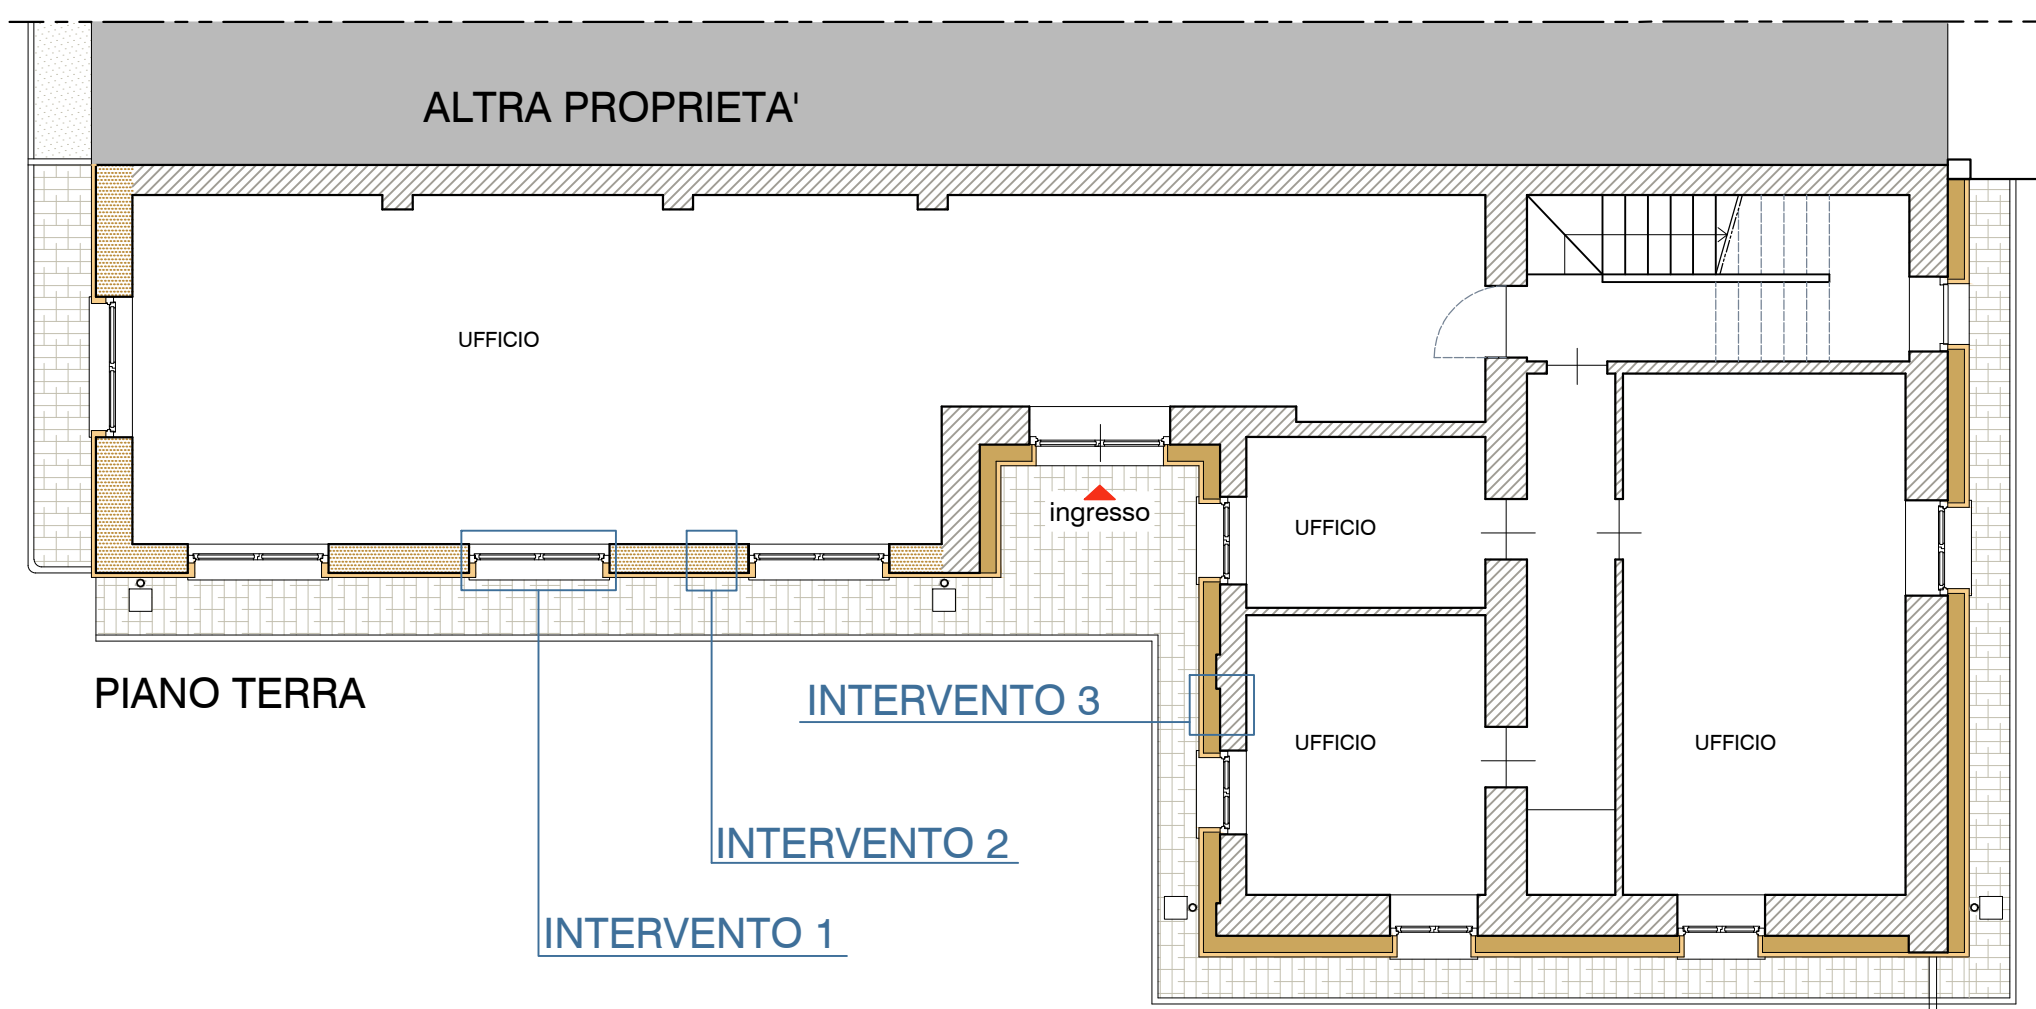 ALTRA PROPRIETA'
UFFICIO
ingresso
UFFICIO
PIANO TERRA
INTERVENTO 3
UFFICIO
UFFICIO
INTERVENTO 2
INTERVENTO 1